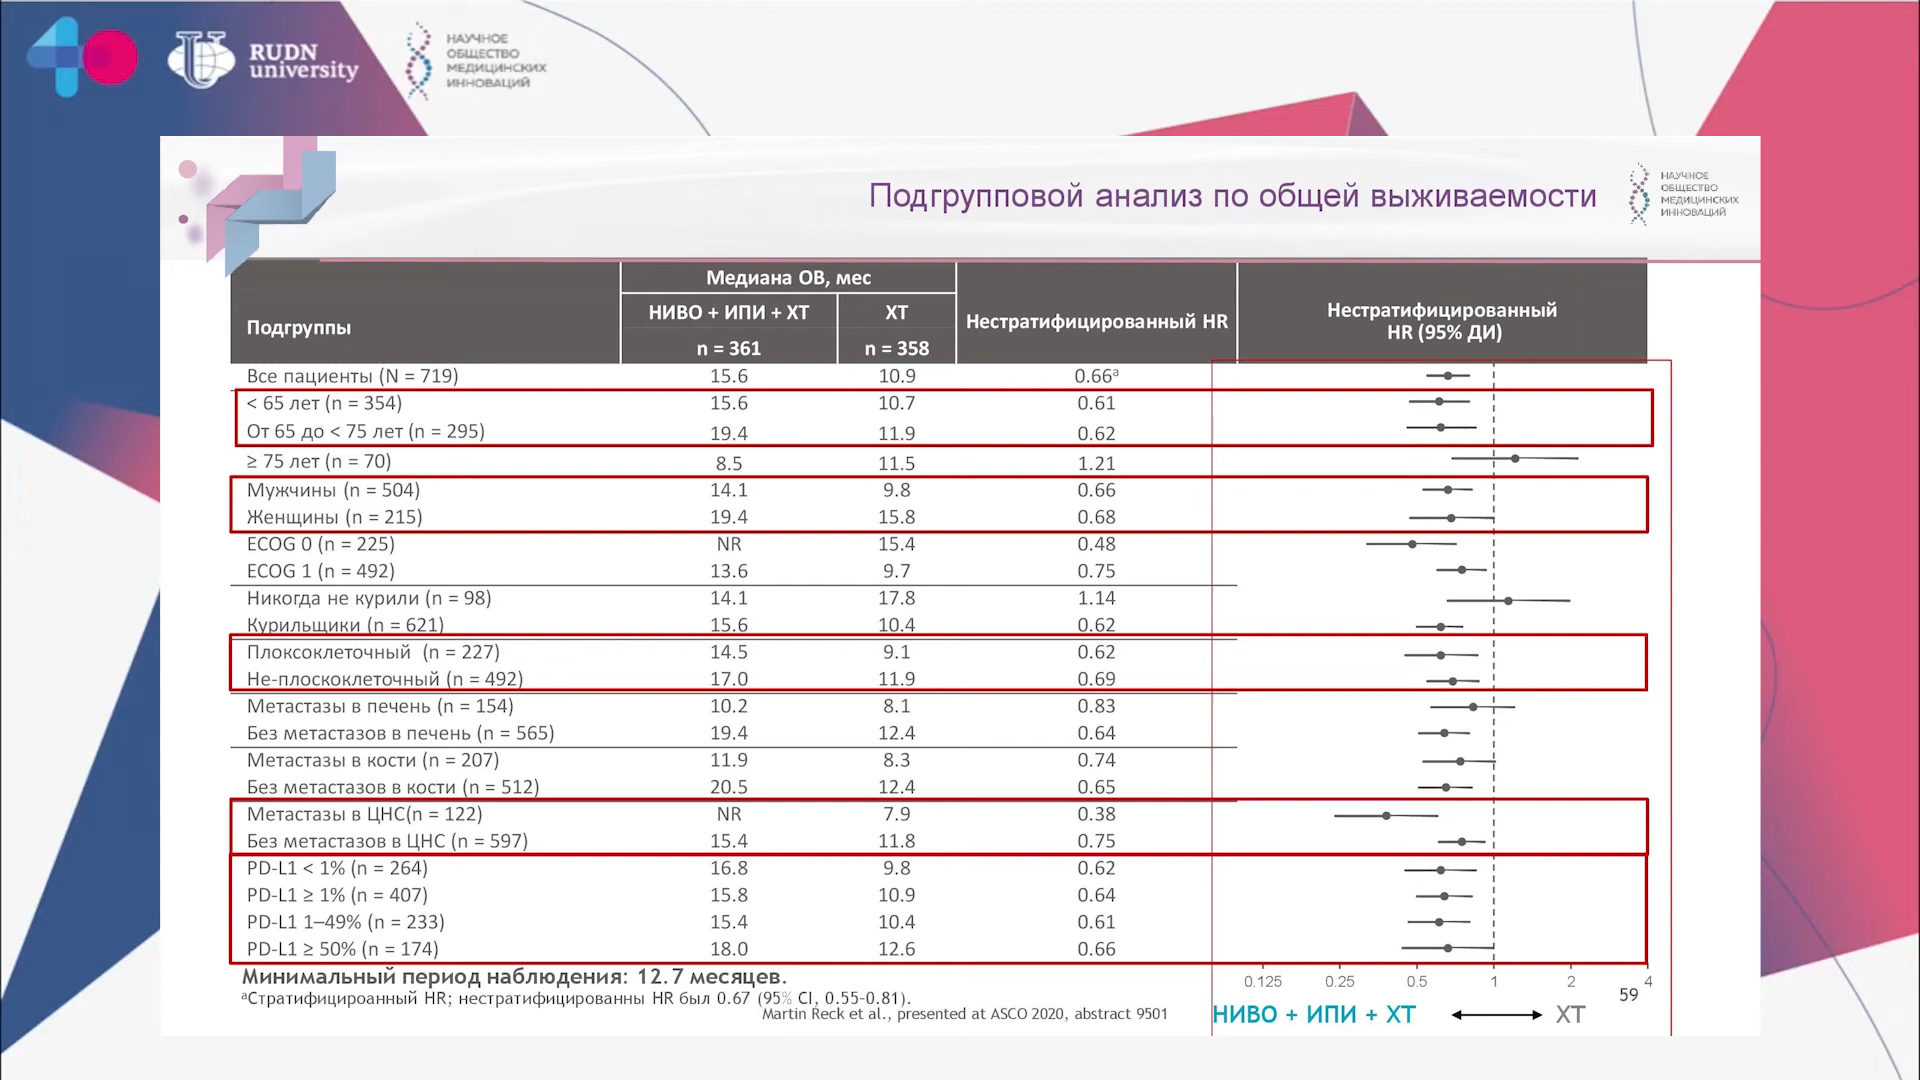 RUDN
university
НАУЧНОЕ
ОБЩЕСТВО
МЕДИЦИНСКИХ
ИННОВАЦИЙ
Подгрупповой анализ по общей выживаемости
НАУЧНОЕ
ОБЩЕСТВО
МЕДИЦИНСКИХ
ИННОВАЦИЙ
Подгруппы
Медиана ОВ, мес
НИВО + ИПИ + ХТ
n = 361
ХТ
n = 358
Нестратифицированный HR
Нестратифицированный
HR (95% ДИ)
Все пациенты (N = 719) 15.6 10.9 0.66ᵃ
< 65 лет (n = 354) 15.6 10.7 0.61
От 65 до < 75 лет (n = 295) 19.4 11.9 0.62
≥ 75 лет (n = 70) 8.5 11.5 1.21
Мужчины (n = 504) 14.1 9.8 0.66
Женщины (n = 215) 19.4 15.8 0.68
ECOG 0 (n = 225) NR 15.4 0.48
ECOG 1 (n = 492) 13.6 9.7 0.75
Никогда не курили (n = 98) 14.1 17.8 1.14
Курильщики (n = 621) 15.6 10.4 0.62
Плоксоклеточный (n = 227) 14.5 9.1 0.62
Не-плоскоклеточный (n = 492) 17.0 11.9 0.69
Метастазы в печень (n = 154) 10.2 8.1 0.83
Без метастазов в печень (n = 565) 19.4 12.4 0.64
Метастазы в кости (n = 207) 11.9 8.3 0.74
Без метастазов в кости (n = 512) 20.5 12.4 0.65
Метастазы в ЦНС(n = 122) NR 7.9 0.38
Без метастазов в ЦНС (n = 597) 15.4 11.8 0.75
PD-L1 < 1% (n = 264) 16.8 9.8 0.62
PD-L1 ≥ 1% (n = 407) 15.8 10.9 0.64
PD-L1 1–49% (n = 233) 15.4 10.4 0.61
PD-L1 ≥ 50% (n = 174) 18.0 12.6 0.66
0.125 0.25 0.5 1 2 4
Минимальный период наблюдения: 12.7 месяцев.
ᵃСтратифицироанный HR; нестратифицированны HR был 0.67 (95% CI, 0.55–0.81).
Martin Reck et al., presented at ASCO 2020, abstract 9501
НИВО + ИПИ + ХТ ХТ
59